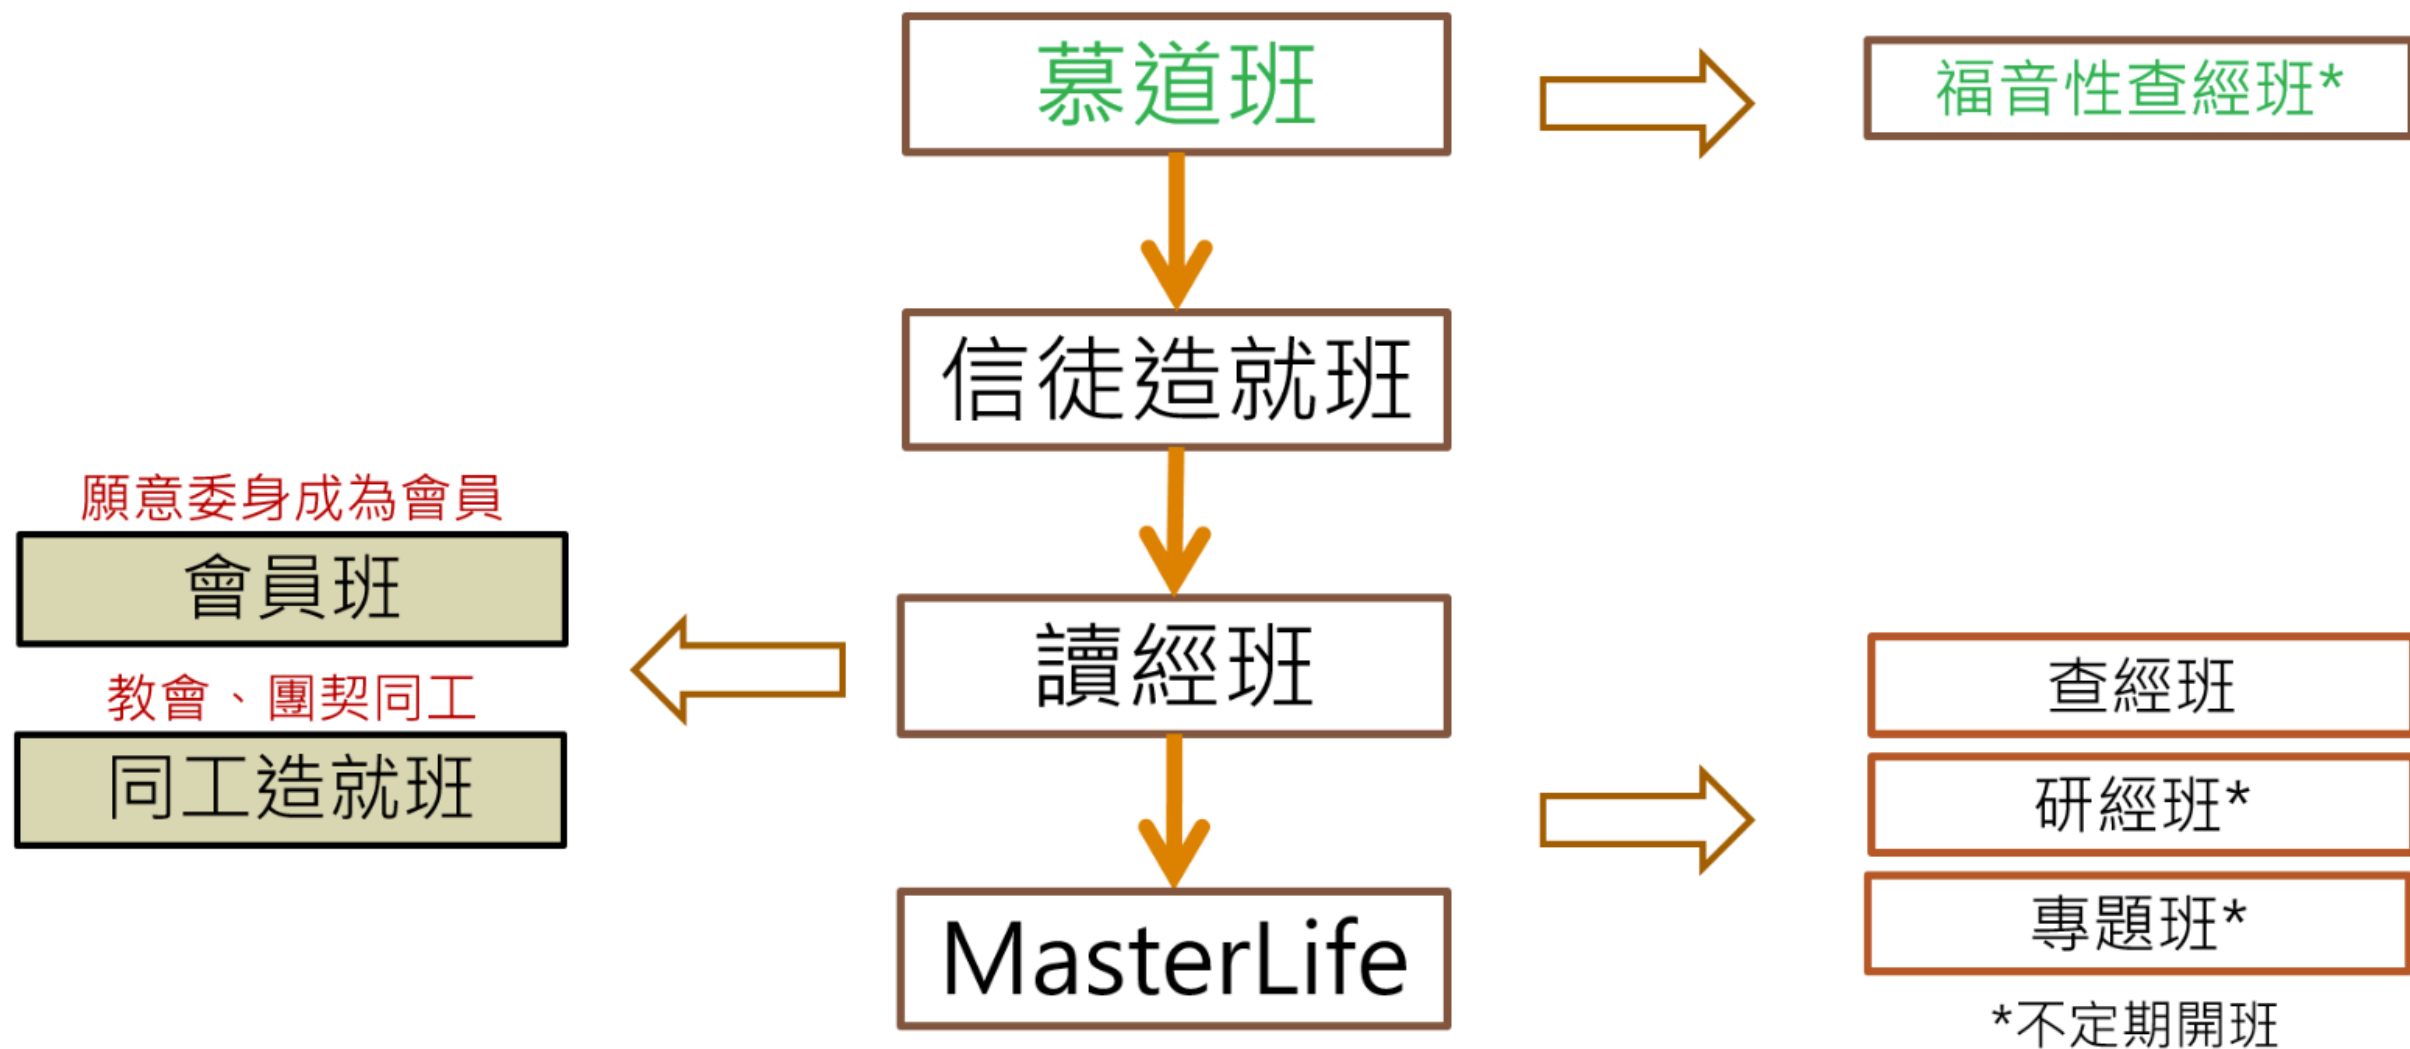 慕道班
福音性查經班*
信徒造就班
願意委身成為會員
會員班
教會、團契同工
同工造就班
讀經班
查經班
研經班*
專題班*
MasterLife
*不定期開班